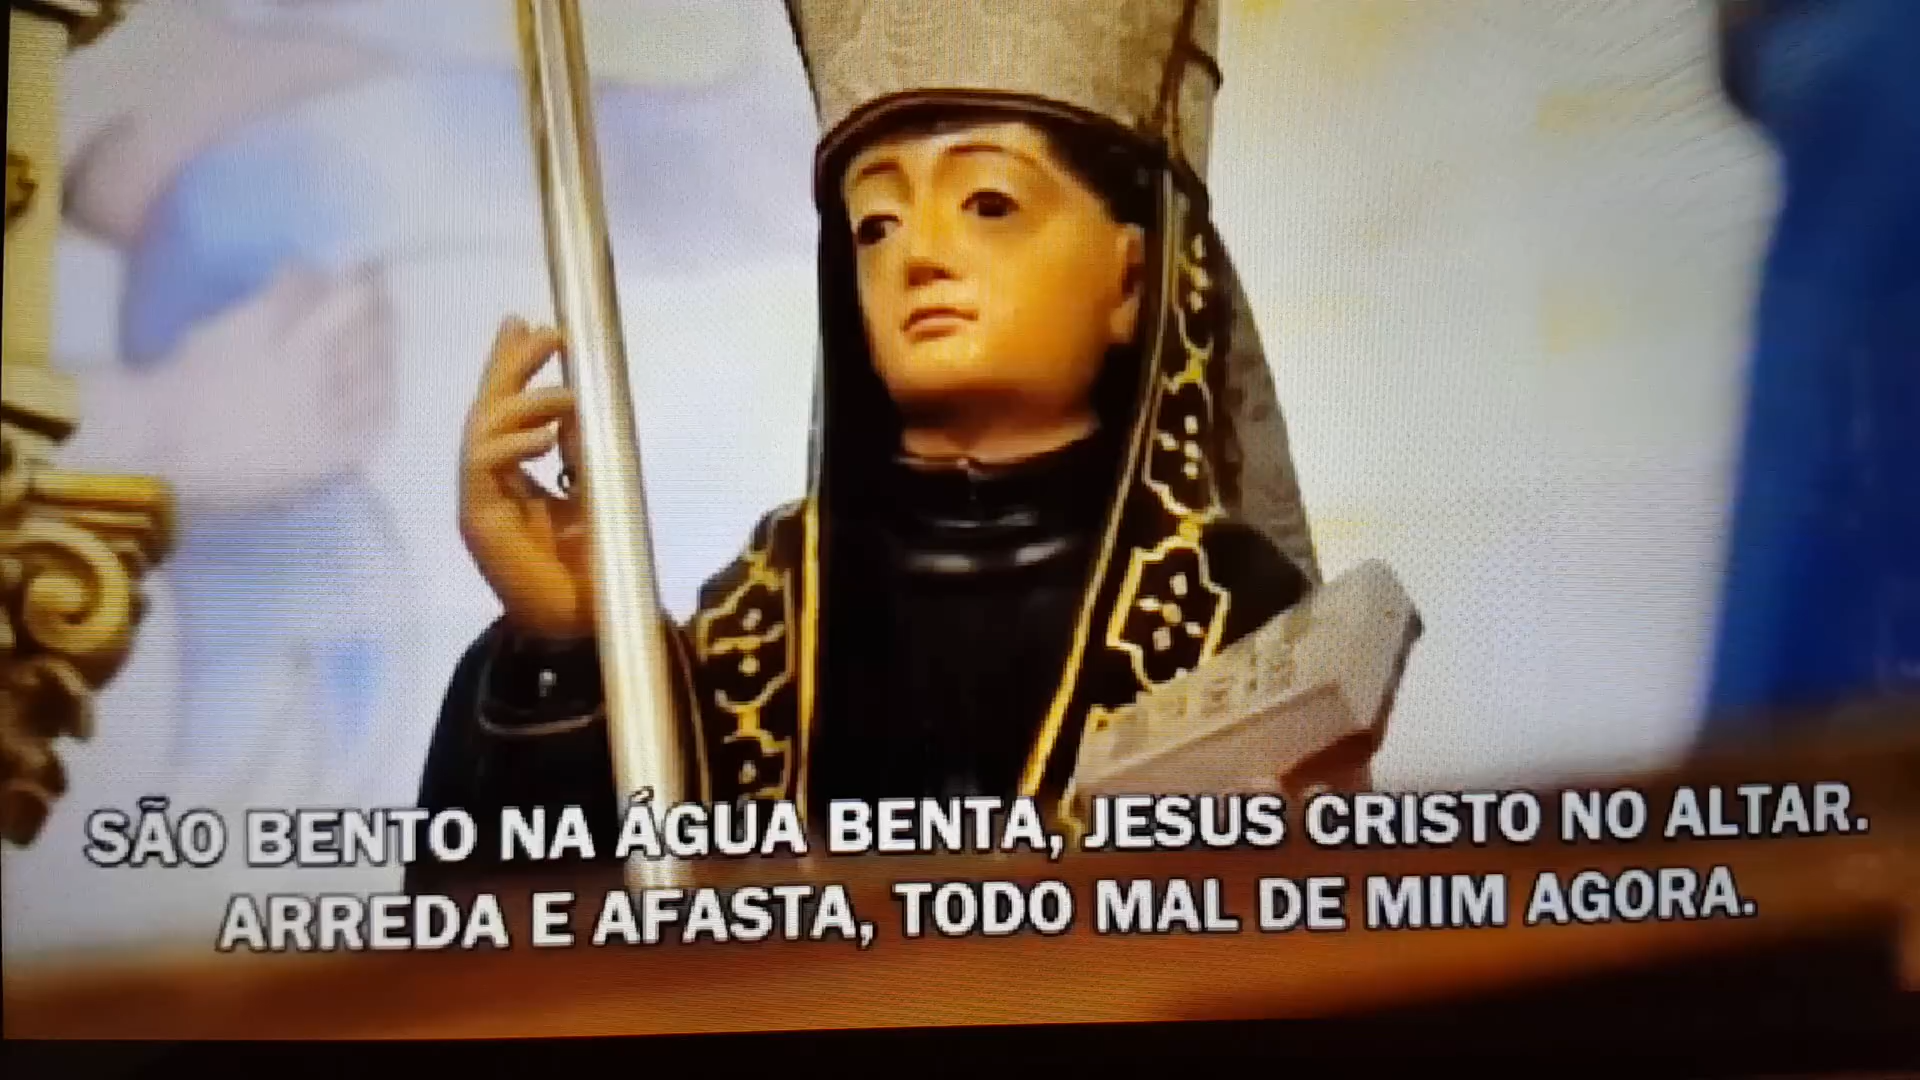 SÃO BENTO NA ÁGUA BENTA, JESUS CRISTO NO ALTAR.
ARREDA E AFASTA, TODO MAL DE MIM AGORA.